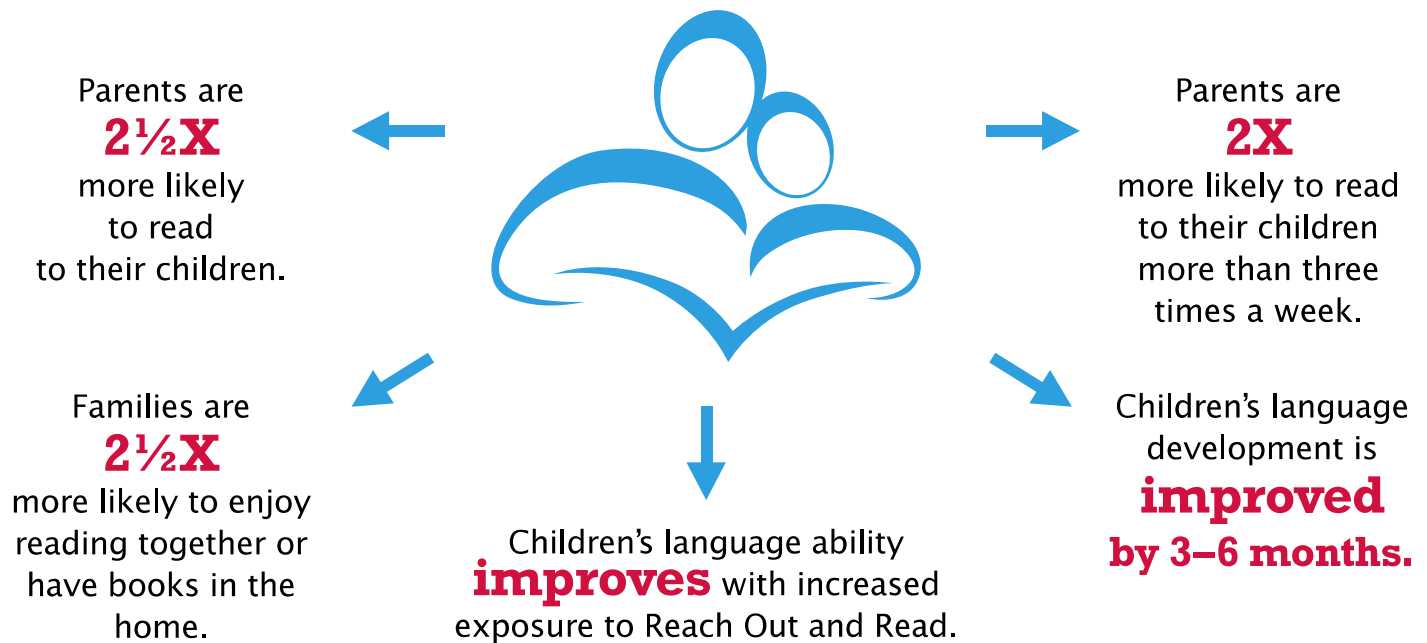 Parents are
2½X
more likely
to read
to their children.
Parents are
2X
more likely to read
to their children
more than three
times a week.
Families are
2½X
more likely to enjoy
reading together or
have books in the
home.
Children's language ability
improves with increased
exposure to Reach Out and Read.
Children's language
development is
improved
by 3–6 months.